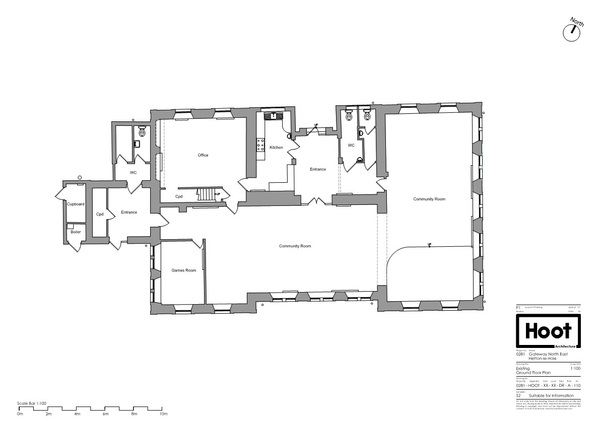 North
Office
Kitchen
WC
Entrance
WC
Cpd
Community Room
Cupboard
Cpd
Entrance
Boiler
Community Room
Games Room
Hoot
Architecture
0281 Gateway North East
Existing
Ground Floor Plan
1:100
0281 - HOOT - XX - XX - DR - A - 110
S2 Suitable for Information
Scale Bar 1:100
0m 2m 4m 6m 8m 10m